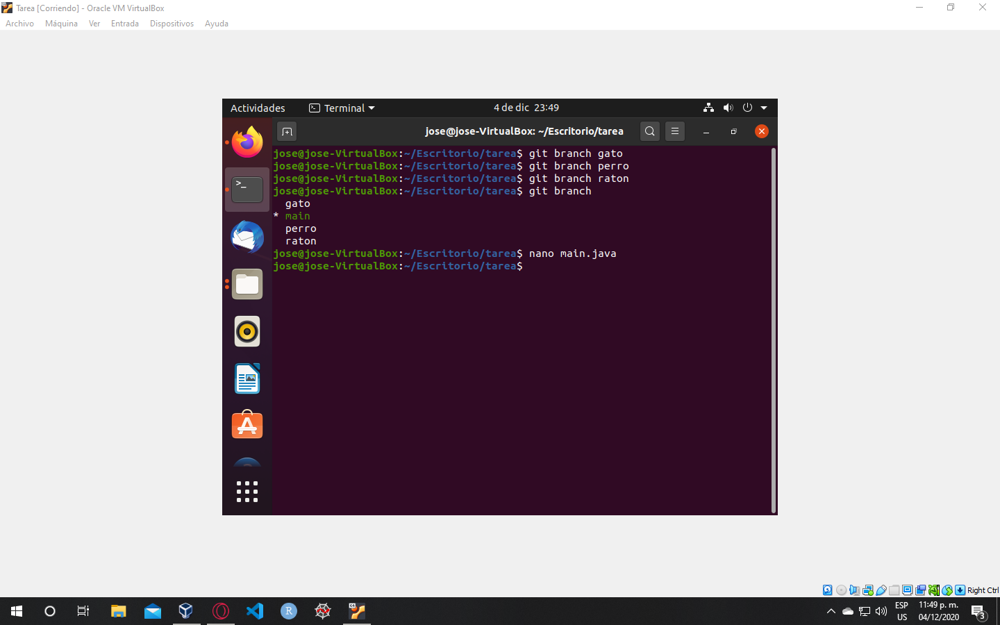 Tarea [Corriendo] - Oracle VM VirtualBox
Archivo Máquina Ver Entrada Dispositivos Ayuda
Actividades Terminal 4 de dic 23:49
jose@jose-VirtualBox: ~/Escritorio/tarea
jose@jose-VirtualBox:~/Escritorio/tarea$ git branch gato
jose@jose-VirtualBox:~/Escritorio/tarea$ git branch perro
jose@jose-VirtualBox:~/Escritorio/tarea$ git branch raton
jose@jose-VirtualBox:~/Escritorio/tarea$ git branch
gato
* main
perro
raton
jose@jose-VirtualBox:~/Escritorio/tarea$ nano main.java
jose@jose-VirtualBox:~/Escritorio/tarea$
Right Ctrl
ESP 11:49 p. m.
US 04/12/2020 3